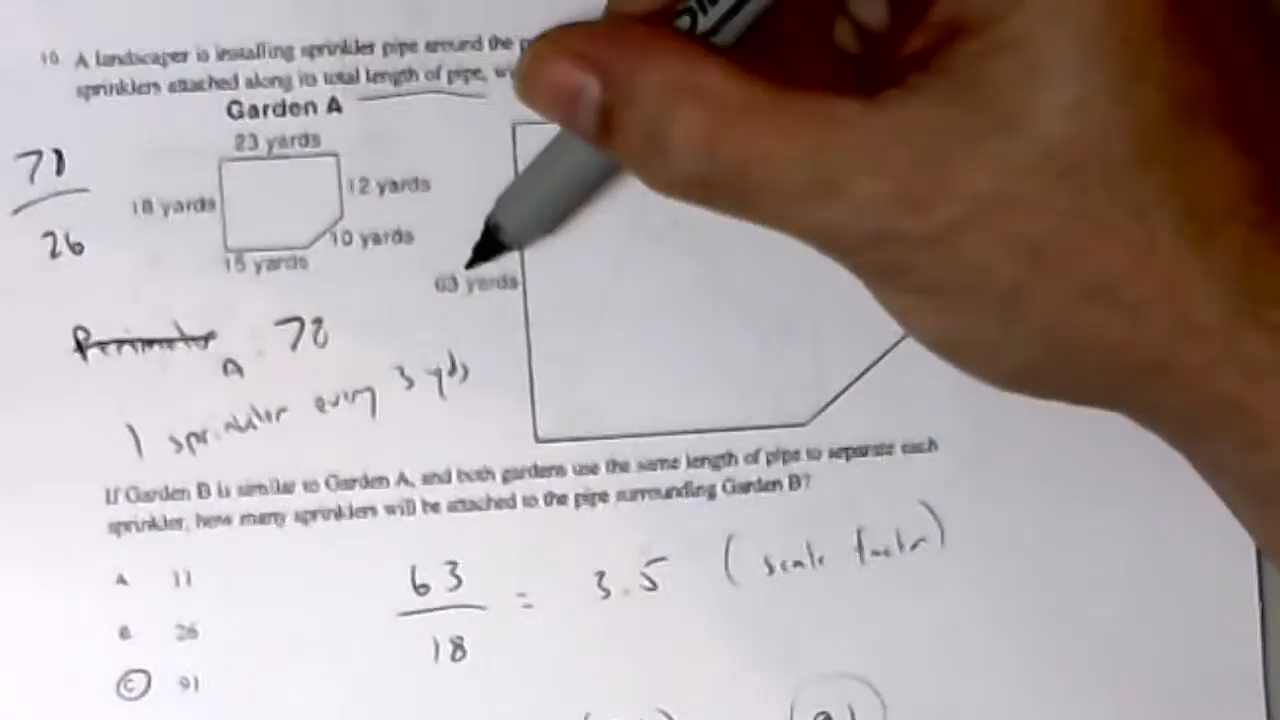 10. A landscaper is installing sprinkler pipe around the
sprinklers attached along its total length of pipe,
Garden A
23 yards
18 yards
12 yards
10 yards
15 yards
63 yards
78
26
Perimeter A 78
1 sprinkler every 3 yds
If Garden B is similar to Garden A, and both gardens use the same length of pipe to separate each
sprinkler, how many sprinklers will be attached to the pipe surrounding Garden B?
A 11
B 26
C 91
63
18
= 3.5 (scale factor)
91